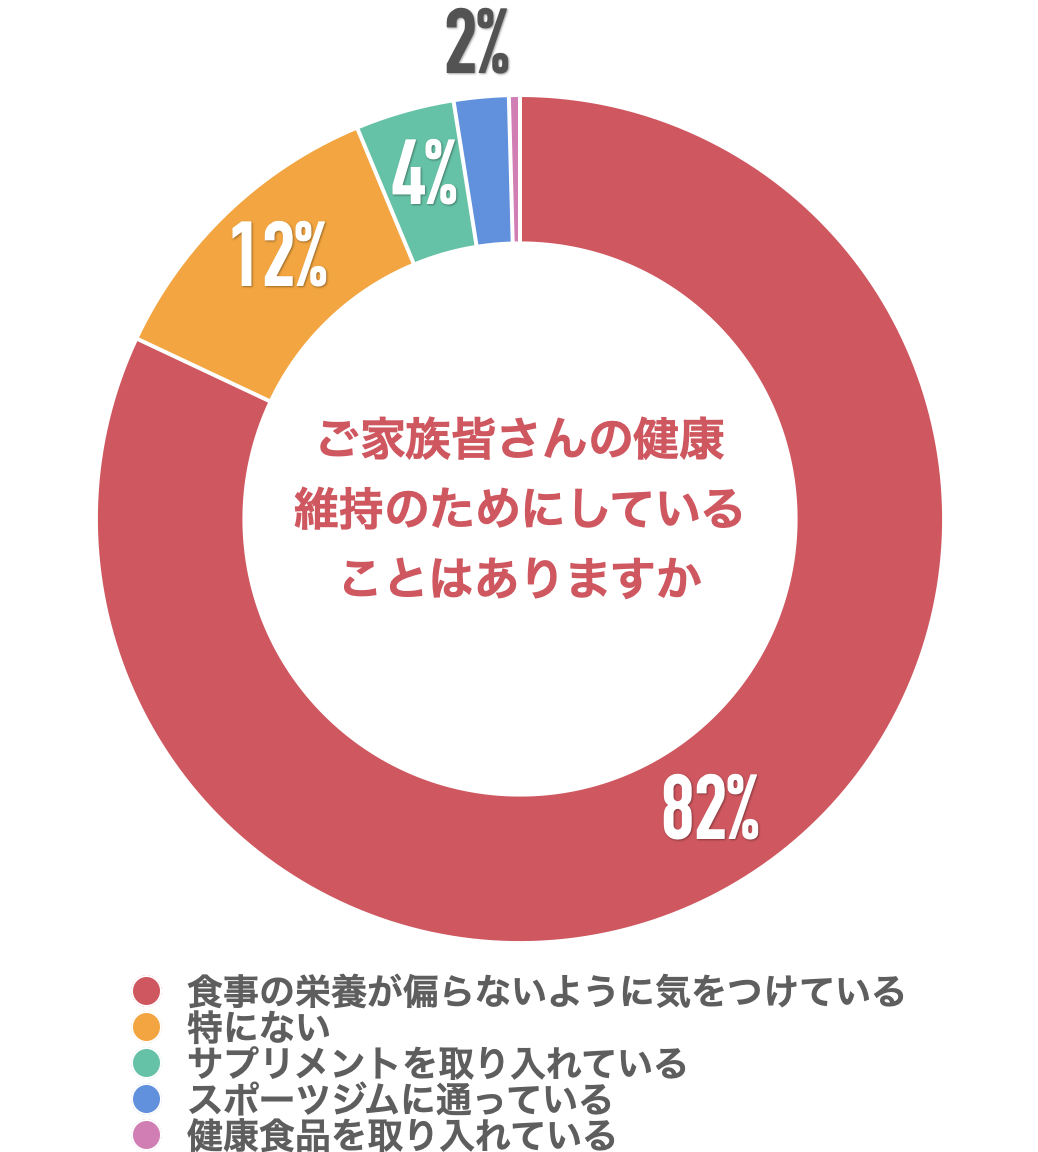 2%
4%
12%
ご家族皆さんの健康
維持のためにしている
ことはありますか
82%
食事の栄養が偏らないように気をつけている
特にない
サプリメントを取り入れている
スポーツジムに通っている
健康食品を取り入れている